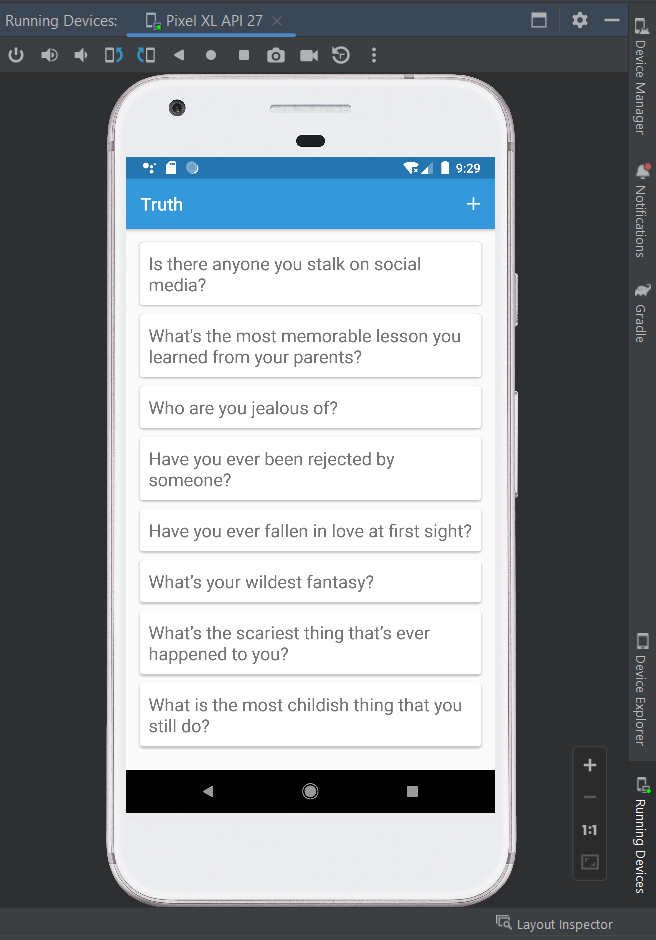 Running Devices:
Pixel XL API 27
9:29
Truth
Is there anyone you stalk on social
media?
What's the most memorable lesson you
learned from your parents?
Who are you jealous of?
Have you ever been rejected by
someone?
Have you ever fallen in love at first sight?
What’s your wildest fantasy?
What’s the scariest thing that’s ever
happened to you?
What is the most childish thing that you
still do?
1:1
Device Manager
Notifications
Gradle
Device Explorer
Running Devices
Layout Inspector